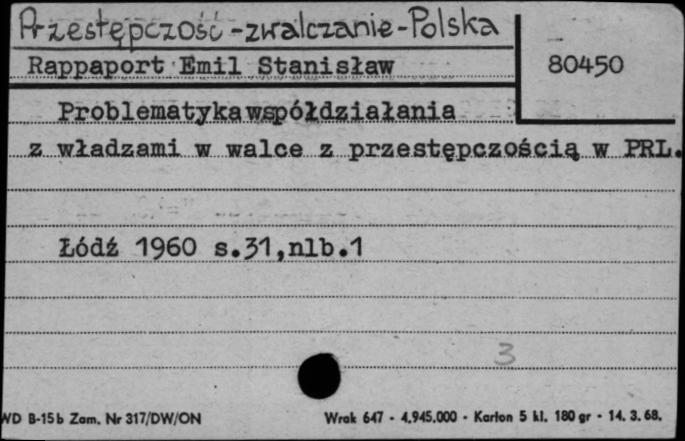 Przestępczość-zwalczanie-Polska
Rappaport Emil Stanisław
80450
Problematyka współdziałania
z władzami w walce z przestępczością w PRL.
Łódź 1960 s.31,nlb.1
3
WD B-15b Zam. Nr 317/DW/ON Wrak 647 - 4.945.000 - Karton 5 kl. 180 gr - 14. 3. 68.